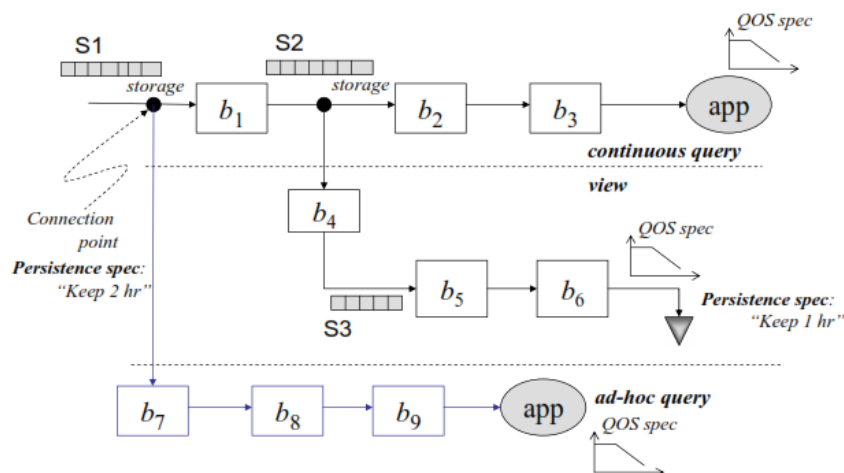 QOS spec
S1
S2
storage
storage
b1
b2
b3
app
continuous query
view
Connection
point
b4
QOS spec
Persistence spec:
“Keep 2 hr”
b5
b6
Persistence spec:
“Keep 1 hr”
S3
b7
b8
b9
app
ad-hoc query
QOS spec